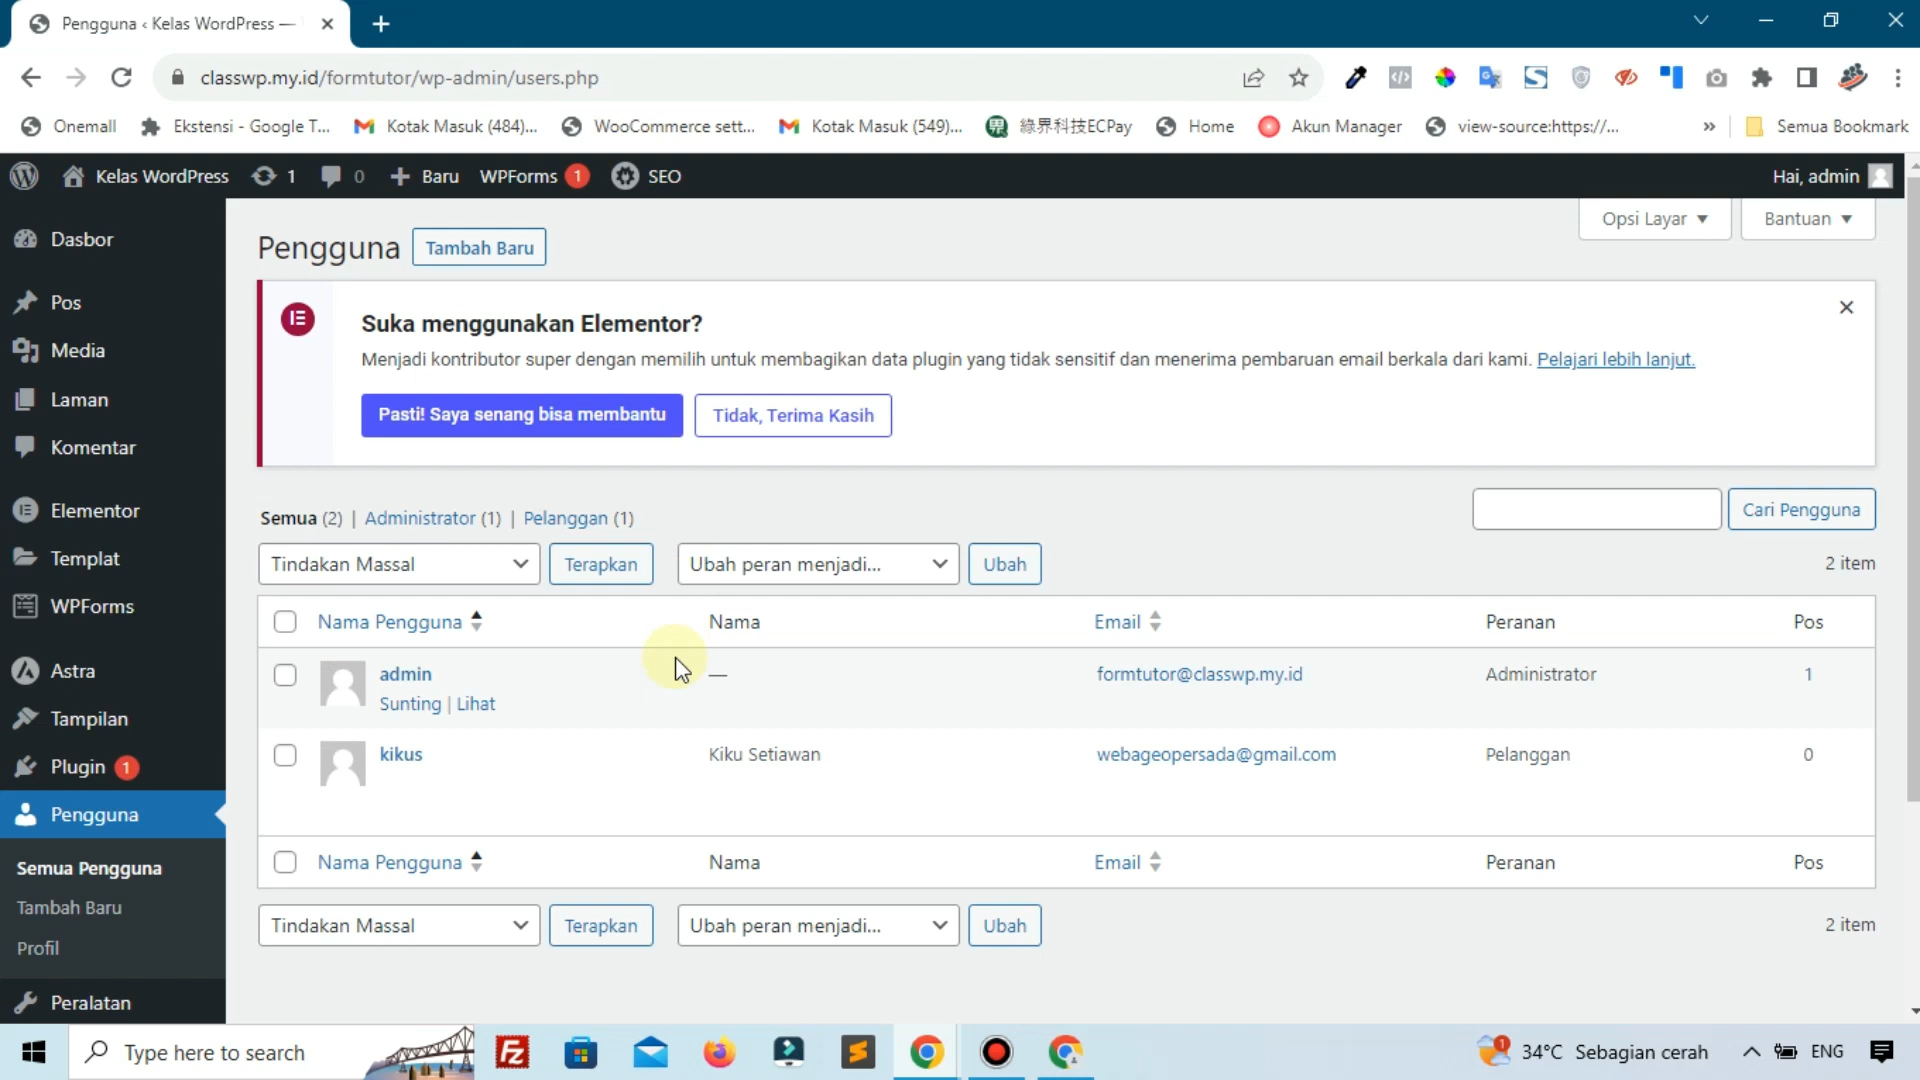 Pengguna ‹ Kelas WordPress —
classwp.my.id/formtutor/wp-admin/users.php
Onemall
Ekstensi - Google T...
Kotak Masuk (484)...
WooCommerce sett...
Kotak Masuk (549)...
綠界科技ECPay
Home
Akun Manager
view-source:https://...
»
Semua Bookmark
Kelas WordPress
1
0
Baru
WPForms 1
SEO
Hai, admin
Dasbor
Pos
Media
Laman
Komentar
Elementor
Templat
WPForms
Astra
Tampilan
Plugin 1
Pengguna
Semua Pengguna
Tambah Baru
Profil
Peralatan
Opsi Layar
Bantuan
Pengguna
Tambah Baru
Suka menggunakan Elementor?
Menjadi kontributor super dengan memilih untuk membagikan data plugin yang tidak sensitif dan menerima pembaruan email berkala dari kami. Pelajari lebih lanjut.
Pasti! Saya senang bisa membantu
Tidak, Terima Kasih
Semua (2) | Administrator (1) | Pelanggan (1)
Cari Pengguna
Tindakan Massal
Terapkan
Ubah peran menjadi...
Ubah
2 item
Nama Pengguna
Nama
Email
Peranan
Pos
admin
—
formtutor@classwp.my.id
Administrator
1
Sunting | Lihat
kikus
Kiku Setiawan
webageopersada@gmail.com
Pelanggan
0
Nama Pengguna
Nama
Email
Peranan
Pos
Tindakan Massal
Terapkan
Ubah peran menjadi...
Ubah
2 item
Type here to search
1
34°C Sebagian cerah
ENG